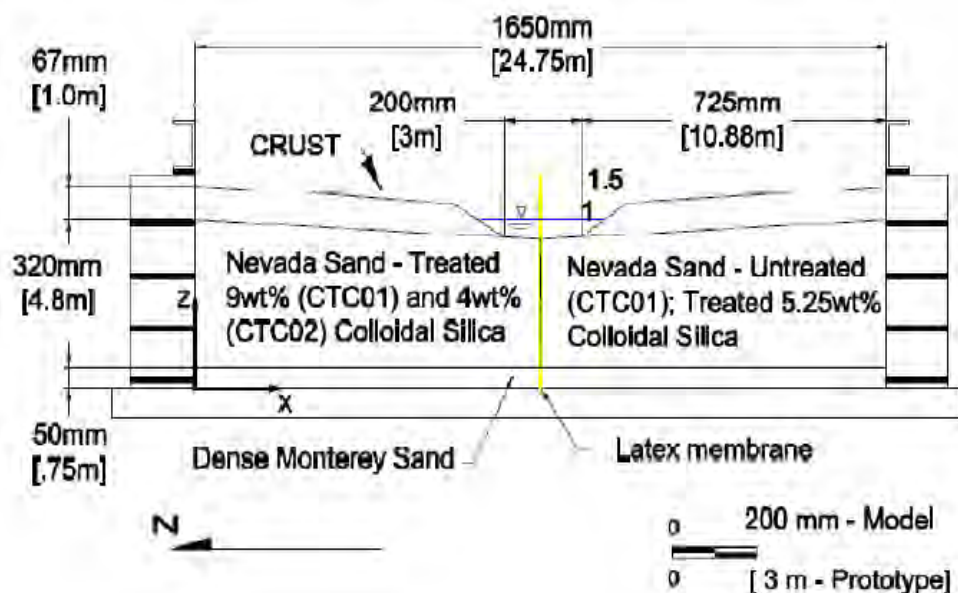 1650mm
[24.75m]
67mm
[1.0m]
200mm
[3m]
725mm
[10.88m]
CRUST
1.5
1
320mm
[4.8m]
Z
Nevada Sand - Treated
9wt% (CTC01) and 4wt%
(CTC02) Colloidal Silica
Nevada Sand - Untreated
(CTC01); Treated 5.25wt%
Colloidal Silica
X
50mm
[.75m]
Dense Monterey Sand
Latex membrane
N
0 200 mm - Model
0 [ 3 m - Prototype]